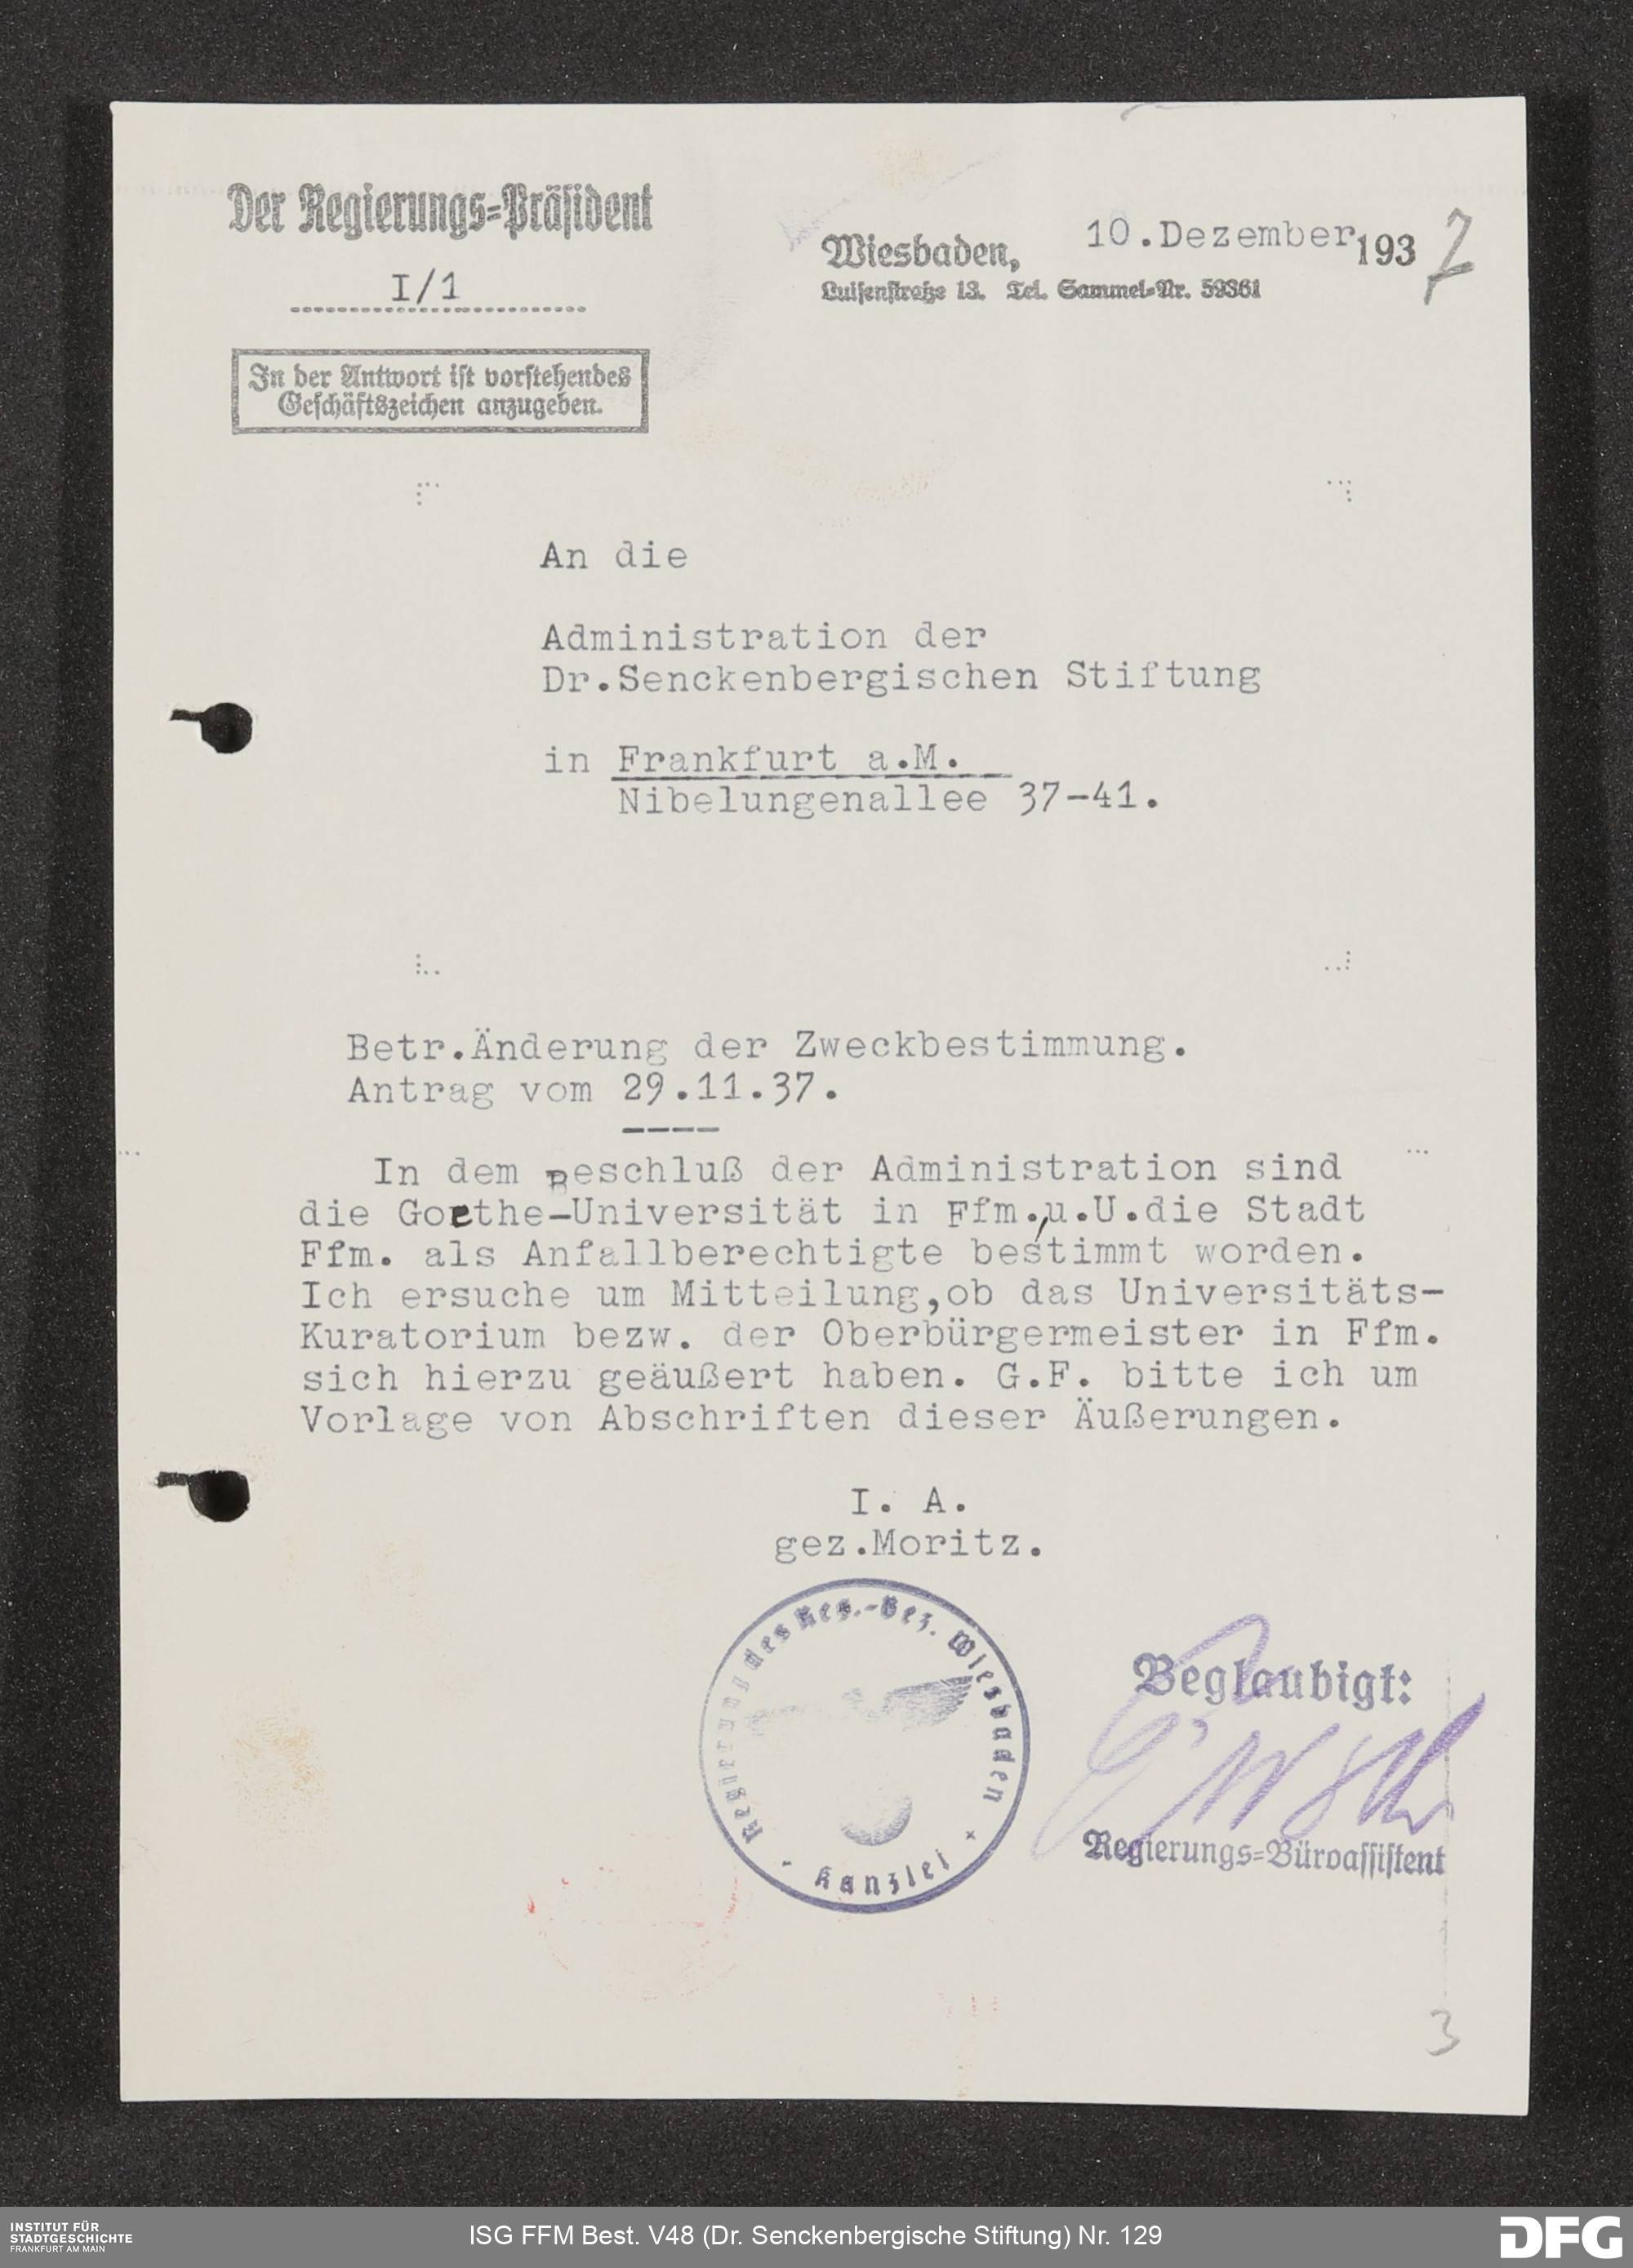 Der Regierungs-Präsident
I/1
Wiesbaden, 10.Dezember 1937
Luisenstraße 13. Tel. Sammel-Nr. 59361
In der Antwort ist vorstehendes
Geschäftszeichen anzugeben.
An die
Administration der
Dr.Senckenbergischen Stiftung
in Frankfurt a.M.
Nibelungenallee 37-41.
Betr.Änderung der Zweckbestimmung.
Antrag vom 29.11.37.
In dem Beschluß der Administration sind
die Goethe-Universität in Ffm.,u.U.die Stadt
Ffm. als Anfallberechtigte bestimmt worden.
Ich ersuche um Mitteilung,ob das Universitäts-
Kuratorium bezw. der Oberbürgermeister in Ffm.
sich hierzu geäußert haben. G.F. bitte ich um
Vorlage von Abschriften dieser Äußerungen.
I. A.
gez.Moritz.
Regierung des Reg.-Bez. Wiesbaden
Kanzlei
Beglaubigt:
Regierungs-Büroassistent
3
INSTITUT FÜR
STADTGESCHICHTE
FRANKFURT AM MAIN
ISG FFM Best. V48 (Dr. Senckenbergische Stiftung) Nr. 129
DFG